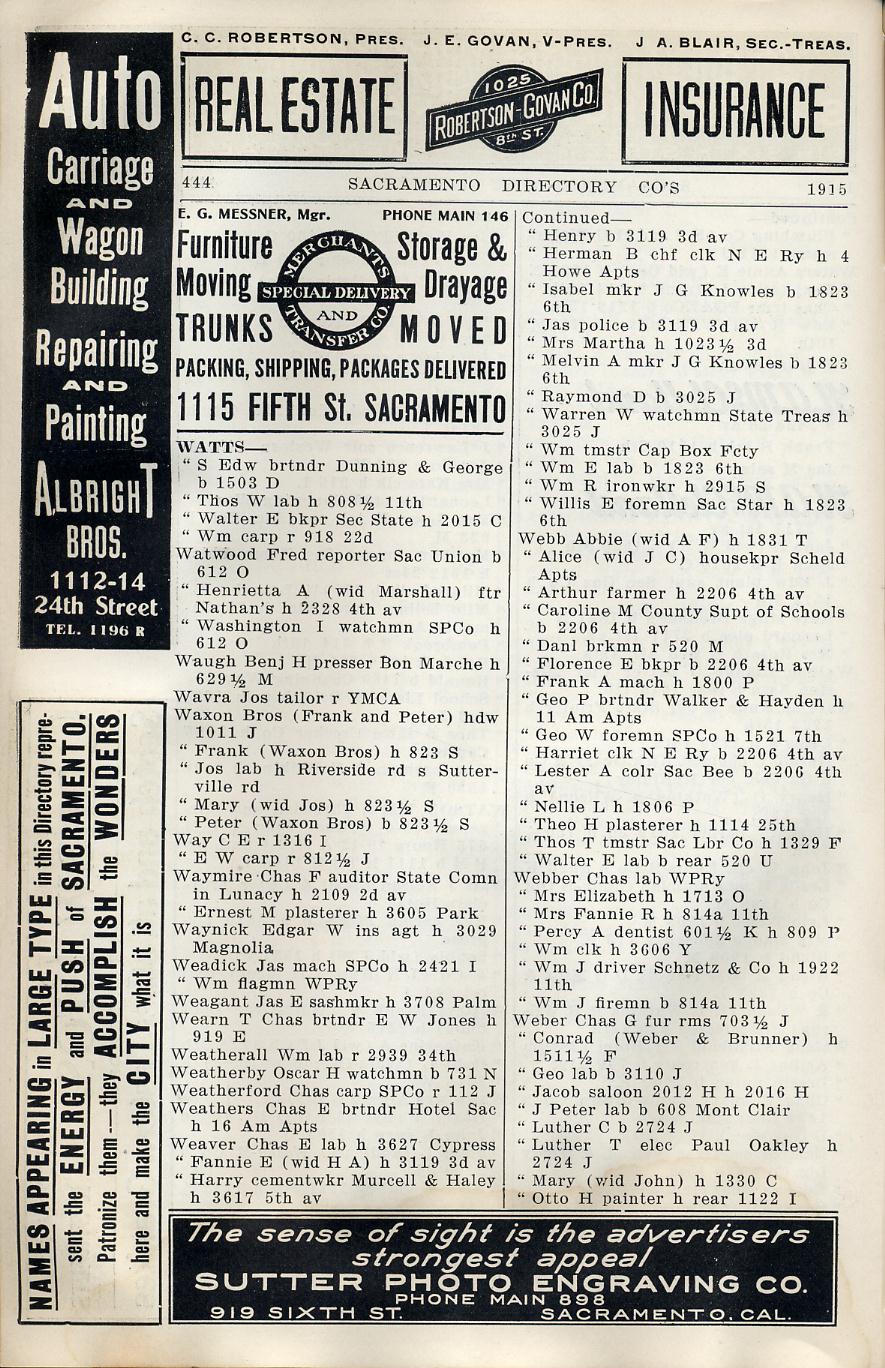 C. C. ROBERTSON, PRES. J. E. GOVAN, V-PRES. J A. BLAIR, SEC.-TREAS.
REAL ESTATE
1025
ROBERTSON-GOVAN CO.
8th ST.
INSURANCE
Auto
Carriage
AND
Wagon
Building
Repairing
AND
Painting
ALBRIGHT
BROS.
1112-14
24th Street
TEL. 1196 R
NAMES APPEARING in LARGE TYPE in this Directory repre-
sent the ENERGY and PUSH of SACRAMENTO.
Patronize them—they ACCOMPLISH the WONDERS
here and make the CITY what it is
444 SACRAMENTO DIRECTORY CO'S 1915
E. G. MESSNER, Mgr. PHONE MAIN 146
Furniture Storage &
Moving Drayage
MERCHANTS
SPECIAL DELIVERY
AND
TRANSFER CO.
TRUNKS MOVED
PACKING, SHIPPING, PACKAGES DELIVERED
1115 FIFTH St. SACRAMENTO
WATTS—
" S Edw brtndr Dunning & George
b 1503 D
" Thos W lab h 808½ 11th
" Walter E bkpr Sec State h 2015 C
" Wm carp r 918 22d
Watwood Fred reporter Sac Union b
612 O
" Henrietta A (wid Marshall) ftr
Nathan's h 2328 4th av
" Washington I watchmn SPCo h
612 O
Waugh Benj H presser Bon Marche h
629½ M
Wavra Jos tailor r YMCA
Waxon Bros (Frank and Peter) hdw
1011 J
" Frank (Waxon Bros) h 823 S
" Jos lab h Riverside rd s Sutter-
ville rd
" Mary (wid Jos) h 823½ S
" Peter (Waxon Bros) b 823½ S
Way C E r 1316 I
" E W carp r 812½ J
Waymire Chas F auditor State Comn
in Lunacy h 2109 2d av
" Ernest M plasterer h 3605 Park
Waynick Edgar W ins agt h 3029
Magnolia
Weadick Jas mach SPCo h 2421 I
" Wm flagmn WPRy
Weagant Jas E sashmkr h 3708 Palm
Wearn T Chas brtndr E W Jones h
919 E
Weatherall Wm lab r 2939 34th
Weatherby Oscar H watchmn b 731 N
Weatherford Chas carp SPCo r 112 J
Weathers Chas E brtndr Hotel Sac
h 16 Am Apts
Weaver Chas E lab h 3627 Cypress
" Fannie E (wid H A) h 3119 3d av
" Harry cementwkr Murcell & Haley
h 3617 5th av
Continued—
" Henry b 3119 3d av
" Herman B chf clk N E Ry h 4
Howe Apts
" Isabel mkr J G Knowles b 1823
6th
" Jas police b 3119 3d av
" Mrs Martha h 1023½ 3d
" Melvin A mkr J G Knowles b 1823
6th
" Raymond D b 3025 J
" Warren W watchmn State Treas h
3025 J
" Wm tmstr Cap Box Fcty
" Wm E lab b 1823 6th
" Wm R ironwkr h 2915 S
" Willis E foremn Sac Star h 1823
6th
Webb Abbie (wid A F) h 1831 T
" Alice (wid J C) housekpr Scheld
Apts
" Arthur farmer h 2206 4th av
" Caroline M County Supt of Schools
b 2206 4th av
" Danl brkmn r 520 M
" Florence E bkpr b 2206 4th av
" Frank A mach h 1800 P
" Geo P brtndr Walker & Hayden h
11 Am Apts
" Geo W foremn SPCo h 1521 7th
" Harriet clk N E Ry b 2206 4th av
" Lester A colr Sac Bee b 2206 4th
av
" Nellie L h 1806 P
" Theo H plasterer h 1114 25th
" Thos T tmstr Sac Lbr Co h 1329 F
" Walter E lab b rear 520 U
Webber Chas lab WPRy
" Mrs Elizabeth h 1713 O
" Mrs Fannie R h 814a 11th
" Percy A dentist 601½ K h 809 P
" Wm clk h 3606 Y
" Wm J driver Schnetz & Co h 1922
11th
" Wm J firemn b 814a 11th
Weber Chas G fur rms 703½ J
" Conrad (Weber & Brunner) h
1511½ F
" Geo lab b 3110 J
" Jacob saloon 2012 H h 2016 H
" J Peter lab b 608 Mont Clair
" Luther C b 2724 J
" Luther T elec Paul Oakley h
2724 J
" Mary (wid John) h 1330 C
" Otto H painter h rear 1122 I
The sense of sight is the advertisers
strongest appeal
SUTTER PHOTO ENGRAVING CO.
PHONE MAIN 898
919 SIXTH ST. SACRAMENTO, CAL.